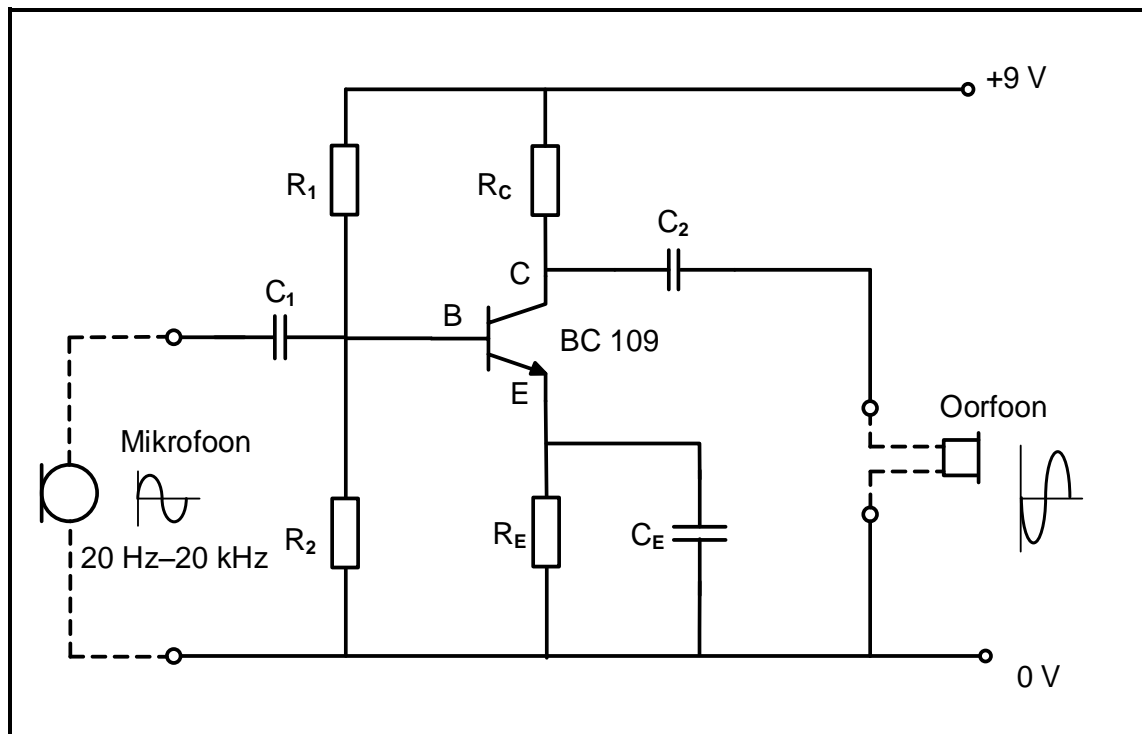 +9 V
R1
RC
C2
C
C1
B
BC 109
E
Oorfoon
Mikrofoon
R2
RE
CE
20 Hz–20 kHz
0 V